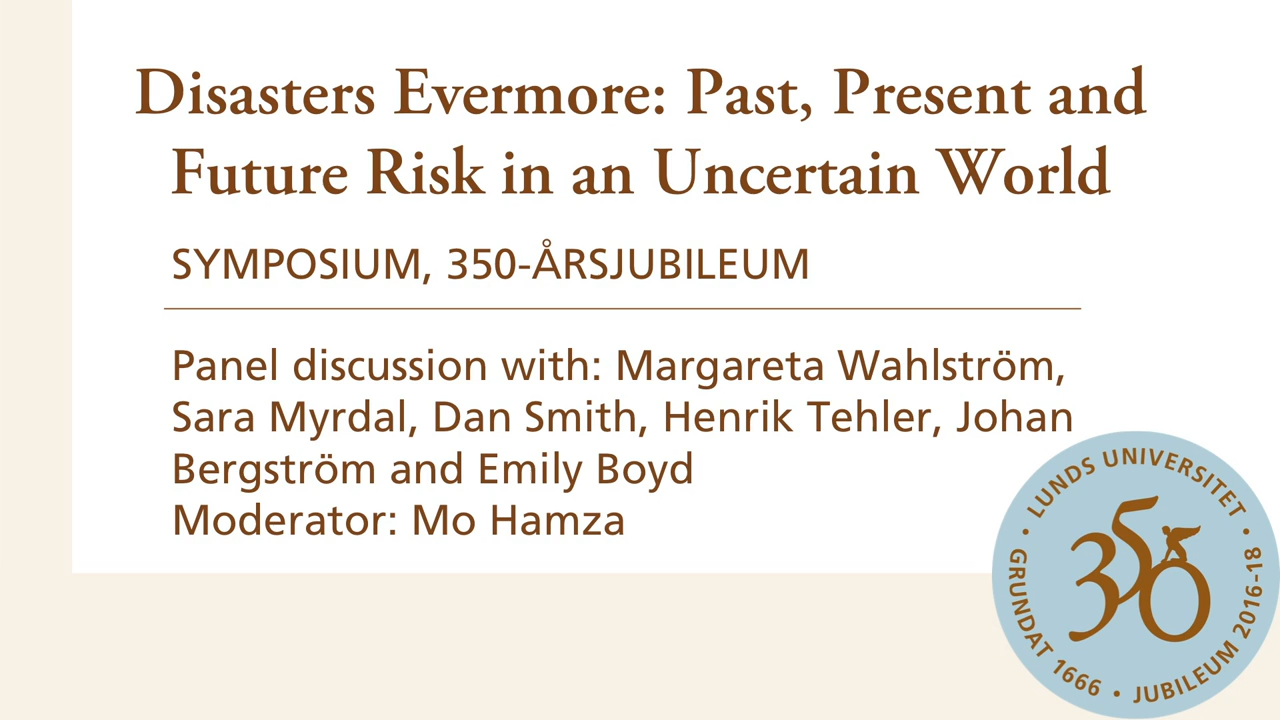 Disasters Evermore: Past, Present and
Future Risk in an Uncertain World
SYMPOSIUM, 350-ÅRSJUBILEUM
Panel discussion with: Margareta Wahlström,
Sara Myrdal, Dan Smith, Henrik Tehler, Johan
Bergström and Emily Boyd
Moderator: Mo Hamza
• LUNDS UNIVERSITET •
350
GRUNDAT 1666 • JUBILEUM 2016-18